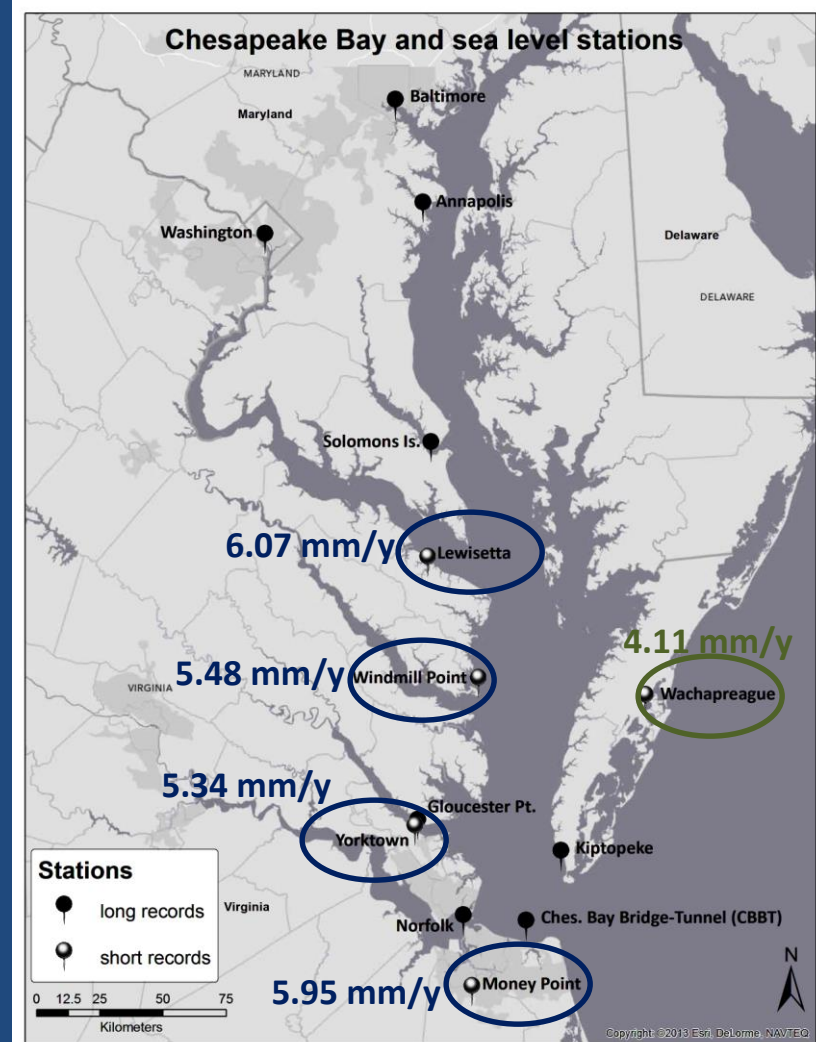 Chesapeake Bay and sea level stations
MARYLAND
Baltimore
Maryland
Annapolis
Washington
Delaware
DELAWARE
Solomons Is.
6.07 mm/y
Lewisetta
4.11 mm/y
5.48 mm/y
Windmill Point
VIRGINIA
Wachapreague
5.34 mm/y
Gloucester Pt.
Yorktown
Kiptopeke
Stations
long records
Virginia
Norfolk
Ches. Bay Bridge-Tunnel (CBBT)
short records
N
5.95 mm/y
Money Point
0 12.5 25 50 75
Kilometers
Copyright: ©2013 Esri, DeLorme, NAVTEQ